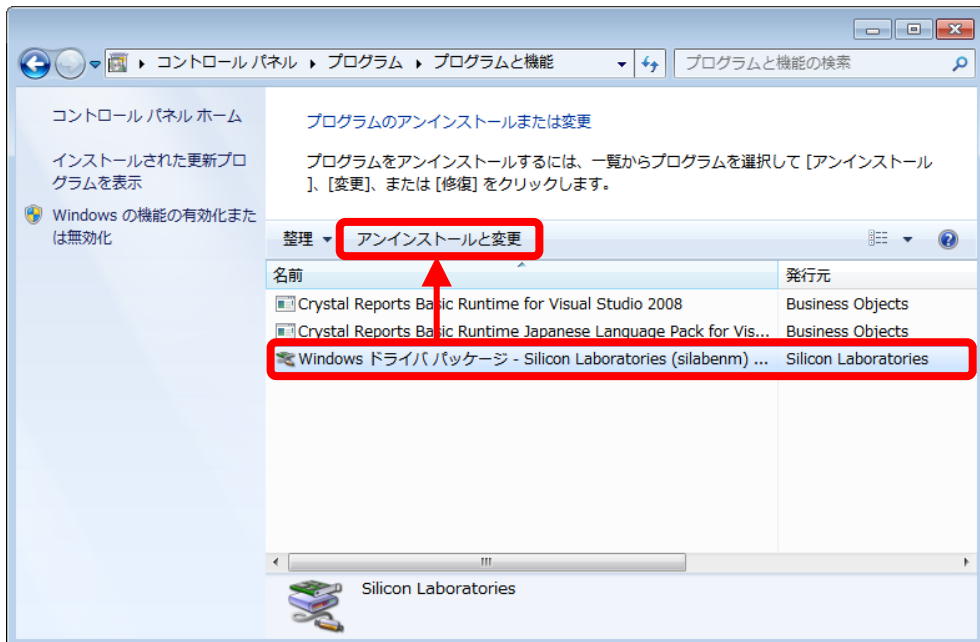 コントロール パネル ▸ プログラム ▸ プログラムと機能
プログラムと機能の検索
コントロール パネル ホーム
インストールされた更新プロ
グラムを表示
Windows の機能の有効化また
は無効化
プログラムのアンインストールまたは変更
プログラムをアンインストールするには、一覧からプログラムを選択して [アンインストール
]、[変更]、または [修復] をクリックします。
整理 アンインストールと変更
名前 発行元
Crystal Reports Basic Runtime for Visual Studio 2008 Business Objects
Crystal Reports Basic Runtime Japanese Language Pack for Vis... Business Objects
Windows ドライバ パッケージ - Silicon Laboratories (silabenm) ... Silicon Laboratories
Silicon Laboratories